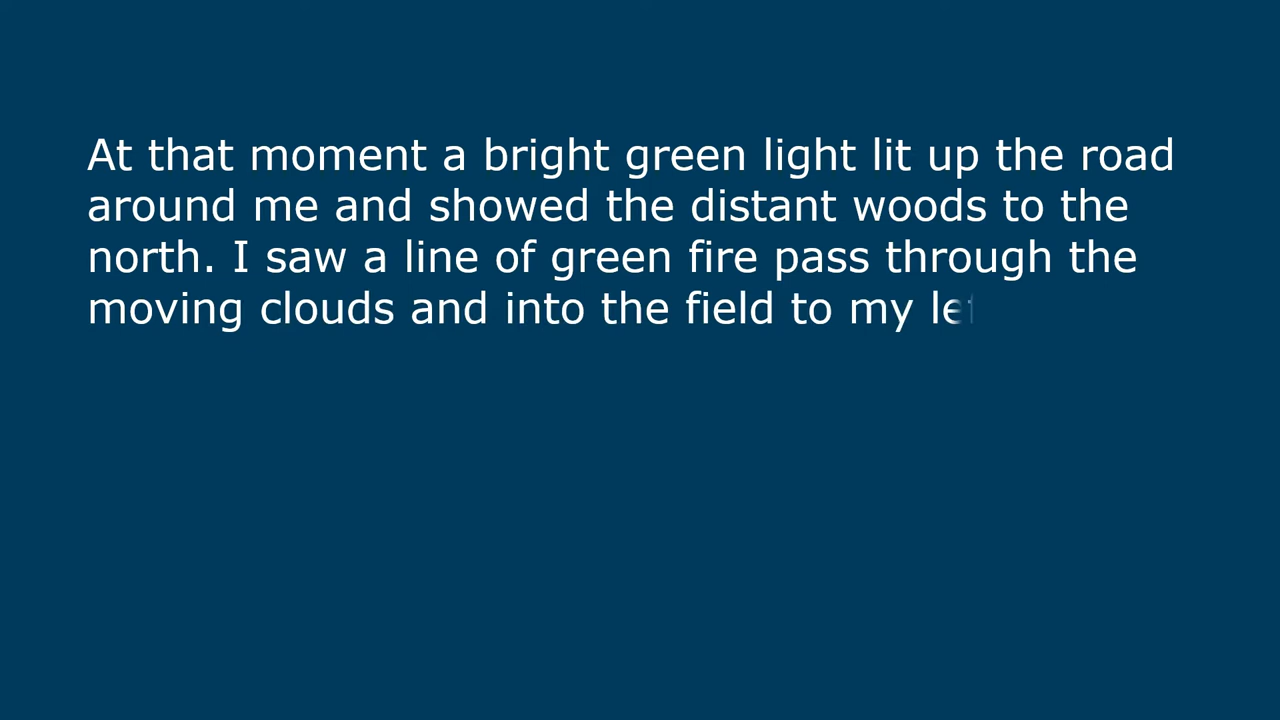 At that moment a bright green light lit up the road
around me and showed the distant woods to the
north. I saw a line of green fire pass through the
moving clouds and into the field to my